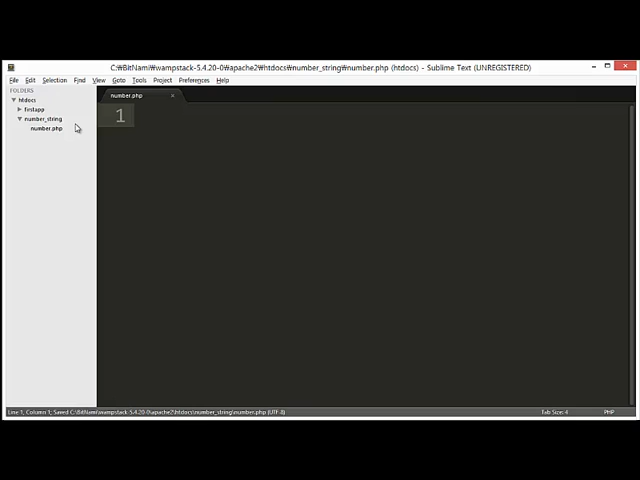 C:₩BitNami₩wampstack-5.4.20-0₩apache2₩htdocs₩number_string₩number.php (htdocs) - Sublime Text (UNREGISTERED)
File Edit Selection Find View Goto Tools Project Preferences Help
FOLDERS
htdocs
firstapp
number_string
number.php
number.php
1
Line 1, Column 1; Saved C:\BitNami\wampstack-5.4.20-0\apache2\htdocs\number_string\number.php (UTF-8)
Tab Size: 4 PHP